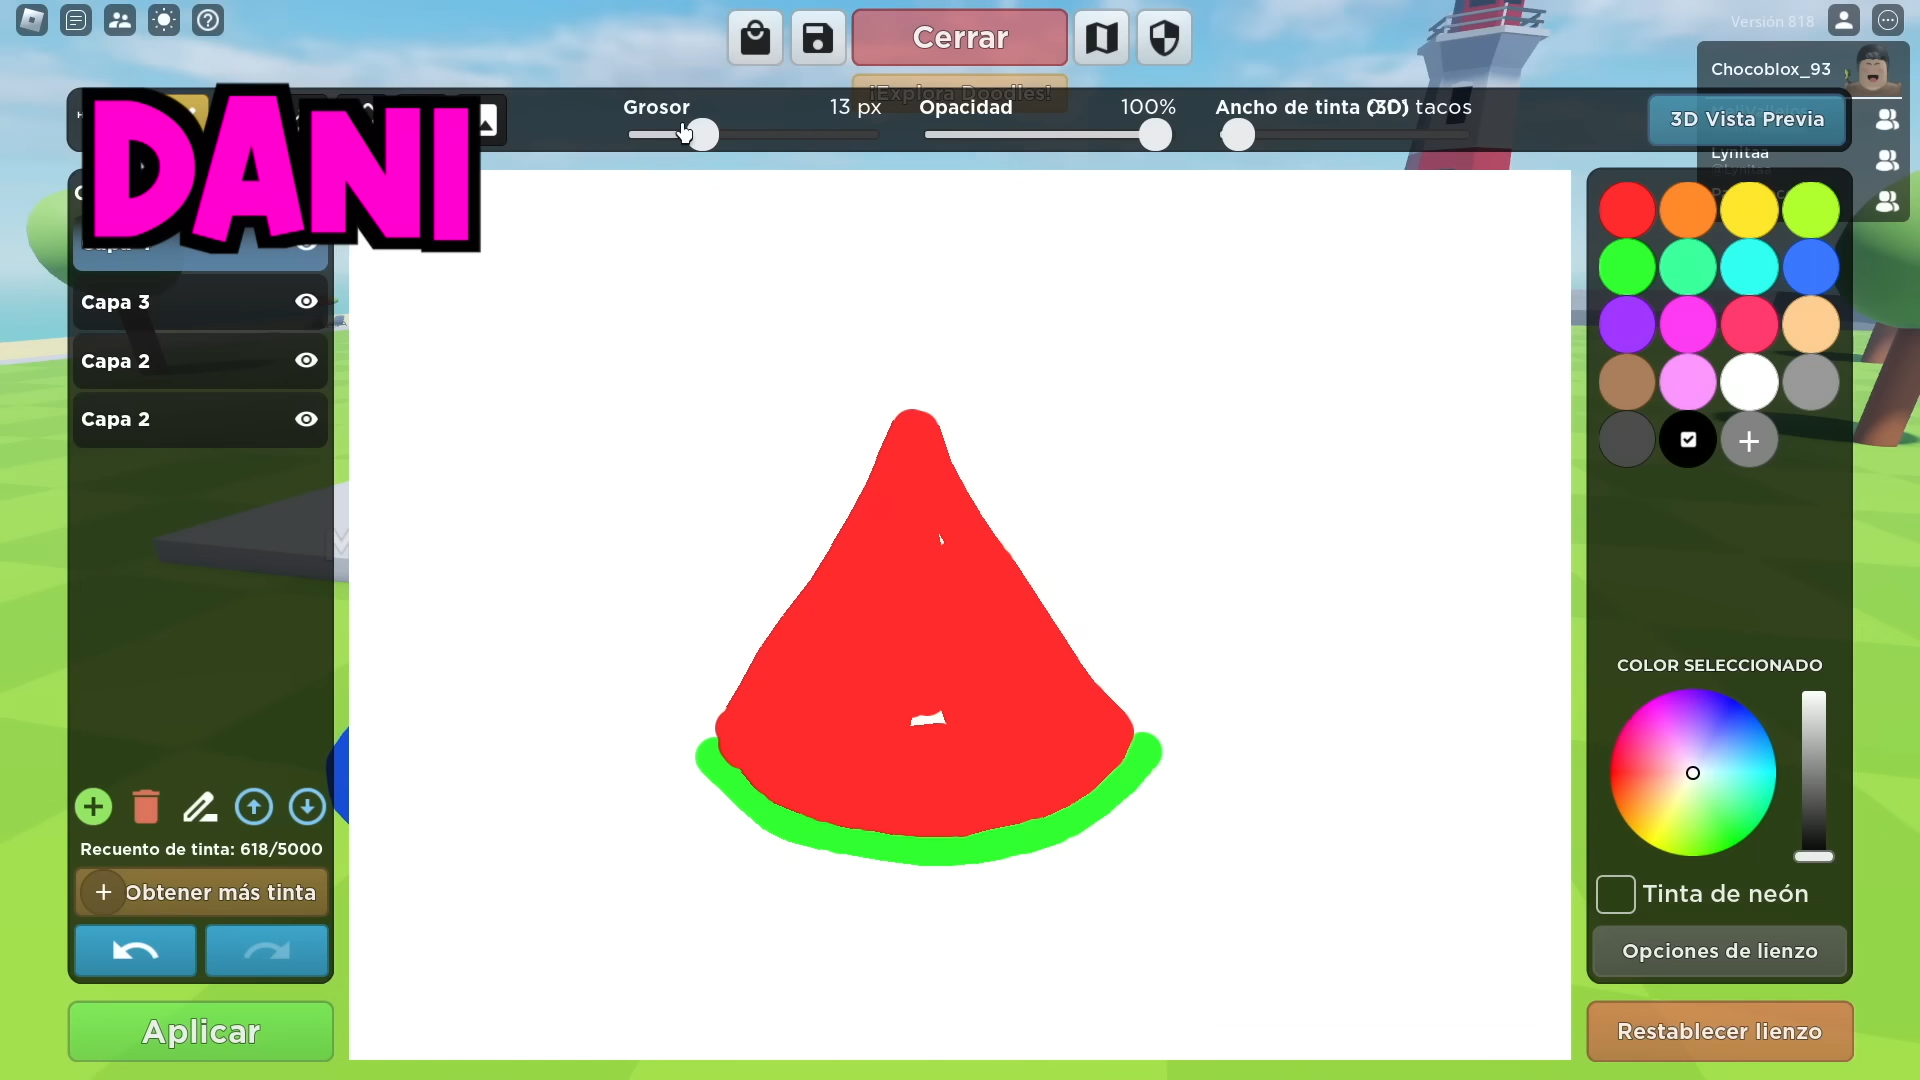 Cerrar
Versión 818
Chocoblox_93
¡Explora Doodles!
Grosor 13 px
Opacidad 100%
Ancho de tinta (3D) tacos
3D Vista Previa
Lynitaa
DANI
Capa 3
Capa 2
Capa 2
COLOR SELECCIONADO
Recuento de tinta: 618/5000
+ Obtener más tinta
Tinta de neón
Opciones de lienzo
Aplicar
Restablecer lienzo